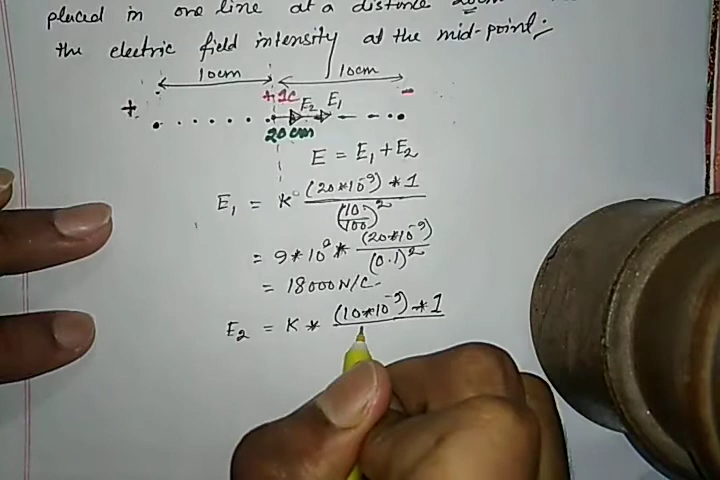 placed in one line at a distance 20cm
the electric field intensity at the mid-point:-
10cm 10cm
+ +1C E2 E1 -
20cm
E = E1 + E2
E1 = K (20*10^-9) * 1 / (10/100)^2
= 9*10^9 * (20*10^-9) / (0.1)^2
= 18000 N/C
E2 = K * (10*10^-9) * 1